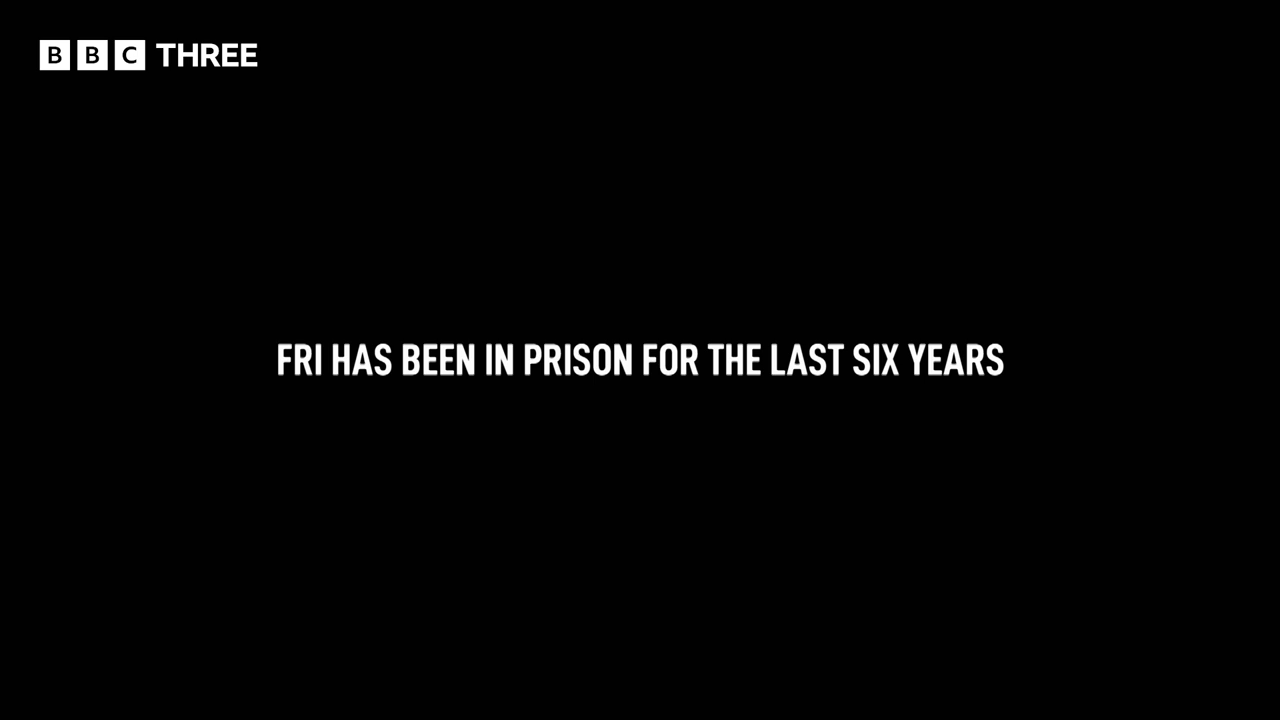 BBC THREE
FRI HAS BEEN IN PRISON FOR THE LAST SIX YEARS